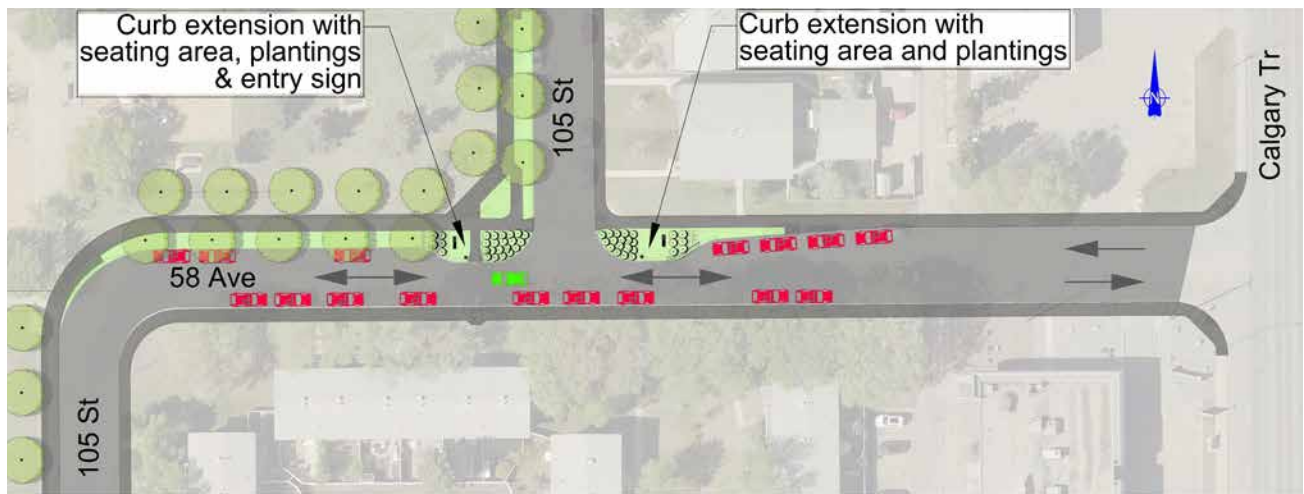 Curb extension with
seating area, plantings
& entry sign
Curb extension with
seating area and plantings
105 St
Calgary Tr
N
58 Ave
105 St